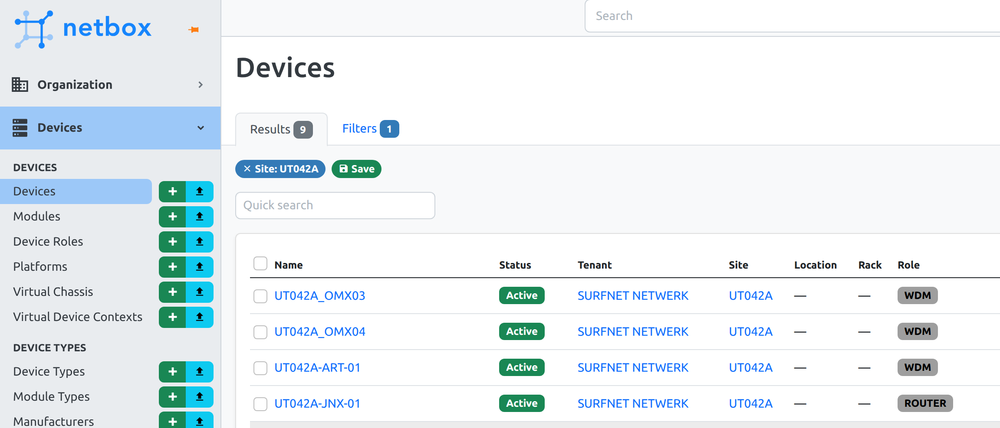 netbox
Search
Organization
Devices
DEVICES
Devices
Modules
Device Roles
Platforms
Virtual Chassis
Virtual Device Contexts
DEVICE TYPES
Device Types
Module Types
Manufacturers
Devices
Results 9 Filters 1
Site: UT042A Save
Quick search
Name Status Tenant Site Location Rack Role
UT042A_OMX03 Active SURFNET NETWERK UT042A — — WDM
UT042A_OMX04 Active SURFNET NETWERK UT042A — — WDM
UT042A-ART-01 Active SURFNET NETWERK UT042A — — WDM
UT042A-JNX-01 Active SURFNET NETWERK UT042A — — ROUTER